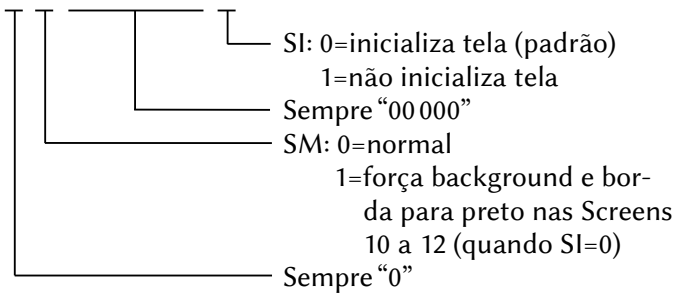 SI: 0=inicializa tela (padrão)
1=não inicializa tela
Sempre “00 000”
SM: 0=normal
1=força background e bor-
da para preto nas Screens
10 a 12 (quando SI=0)
Sempre “0”